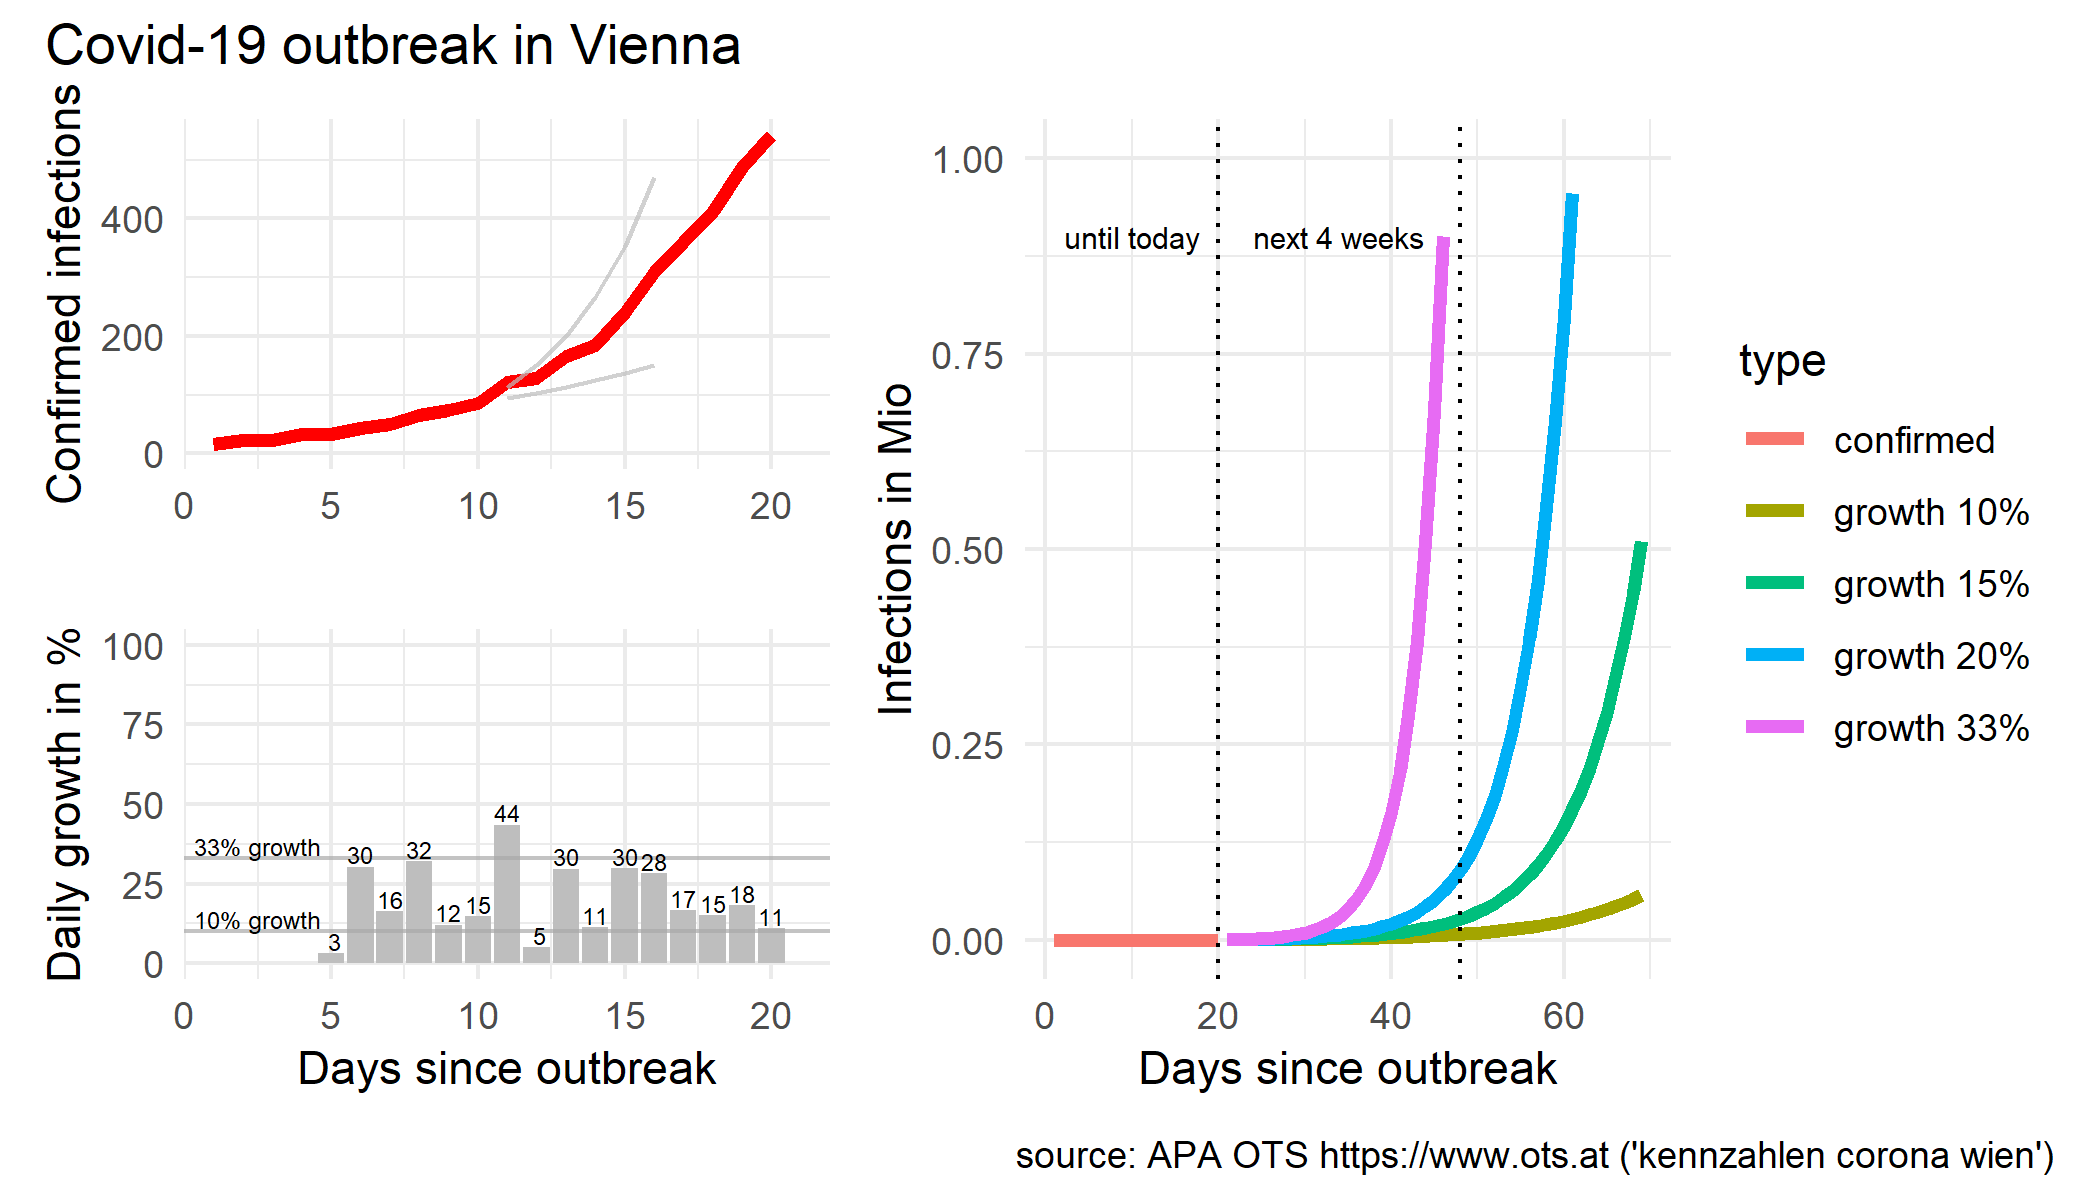 Covid-19 outbreak in Vienna
Confirmed infections
400
200
0
0 5 10 15 20
Daily growth in %
100
75
50
25
0
33% growth
10% growth
3 30 16 32 12 15 44 5 30 11 30 28 17 15 18 11
0 5 10 15 20
Days since outbreak
Infections in Mio
1.00
0.75
0.50
0.25
0.00
until today
next 4 weeks
0 20 40 60
Days since outbreak
type
confirmed
growth 10%
growth 15%
growth 20%
growth 33%
source: APA OTS https://www.ots.at ('kennzahlen corona wien')